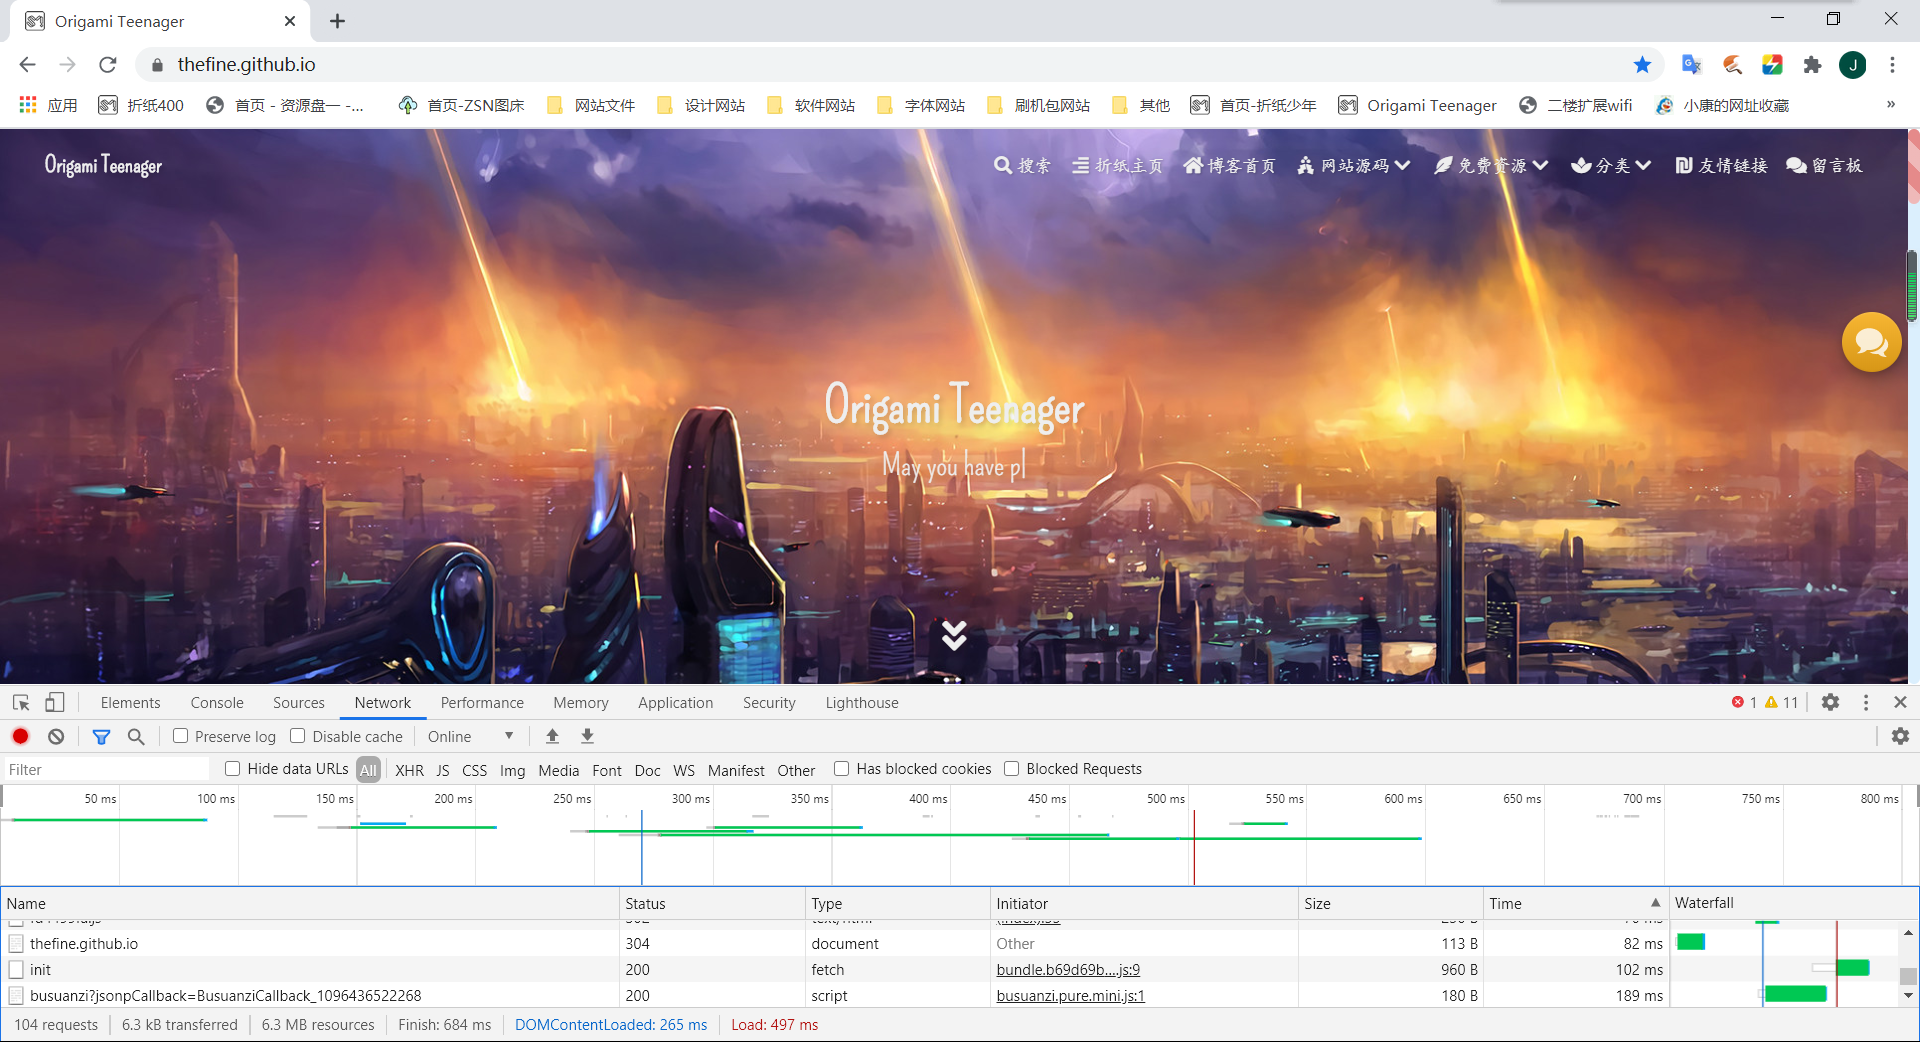 Origami Teenager
thefine.github.io
应用 折纸400 首页 - 资源盘一 -... 首页-ZSN图床 网站文件 设计网站 软件网站 字体网站 刷机包网站 其他 首页-折纸少年 Origami Teenager 二楼扩展wifi 小康的网址收藏 »
Origami Teenager 搜索 折纸主页 博客首页 网站源码 免费资源 分类 友情链接 留言板
Origami Teenager
May you have pl
Elements Console Sources Network Performance Memory Application Security Lighthouse 1 11
Preserve log Disable cache Online
Filter Hide data URLs All XHR JS CSS Img Media Font Doc WS Manifest Other Has blocked cookies Blocked Requests
50 ms 100 ms 150 ms 200 ms 250 ms 300 ms 350 ms 400 ms 450 ms 500 ms 550 ms 600 ms 650 ms 700 ms 750 ms 800 ms
Name Status Type Initiator Size Time Waterfall
thefine.github.io 304 document Other 113 B 82 ms
init 200 fetch bundle.b69d69b....js:9 960 B 102 ms
busuanzi?jsonpCallback=BusuanziCallback_1096436522268 200 script busuanzi.pure.mini.js:1 180 B 189 ms
104 requests 6.3 kB transferred 6.3 MB resources Finish: 684 ms DOMContentLoaded: 265 ms Load: 497 ms